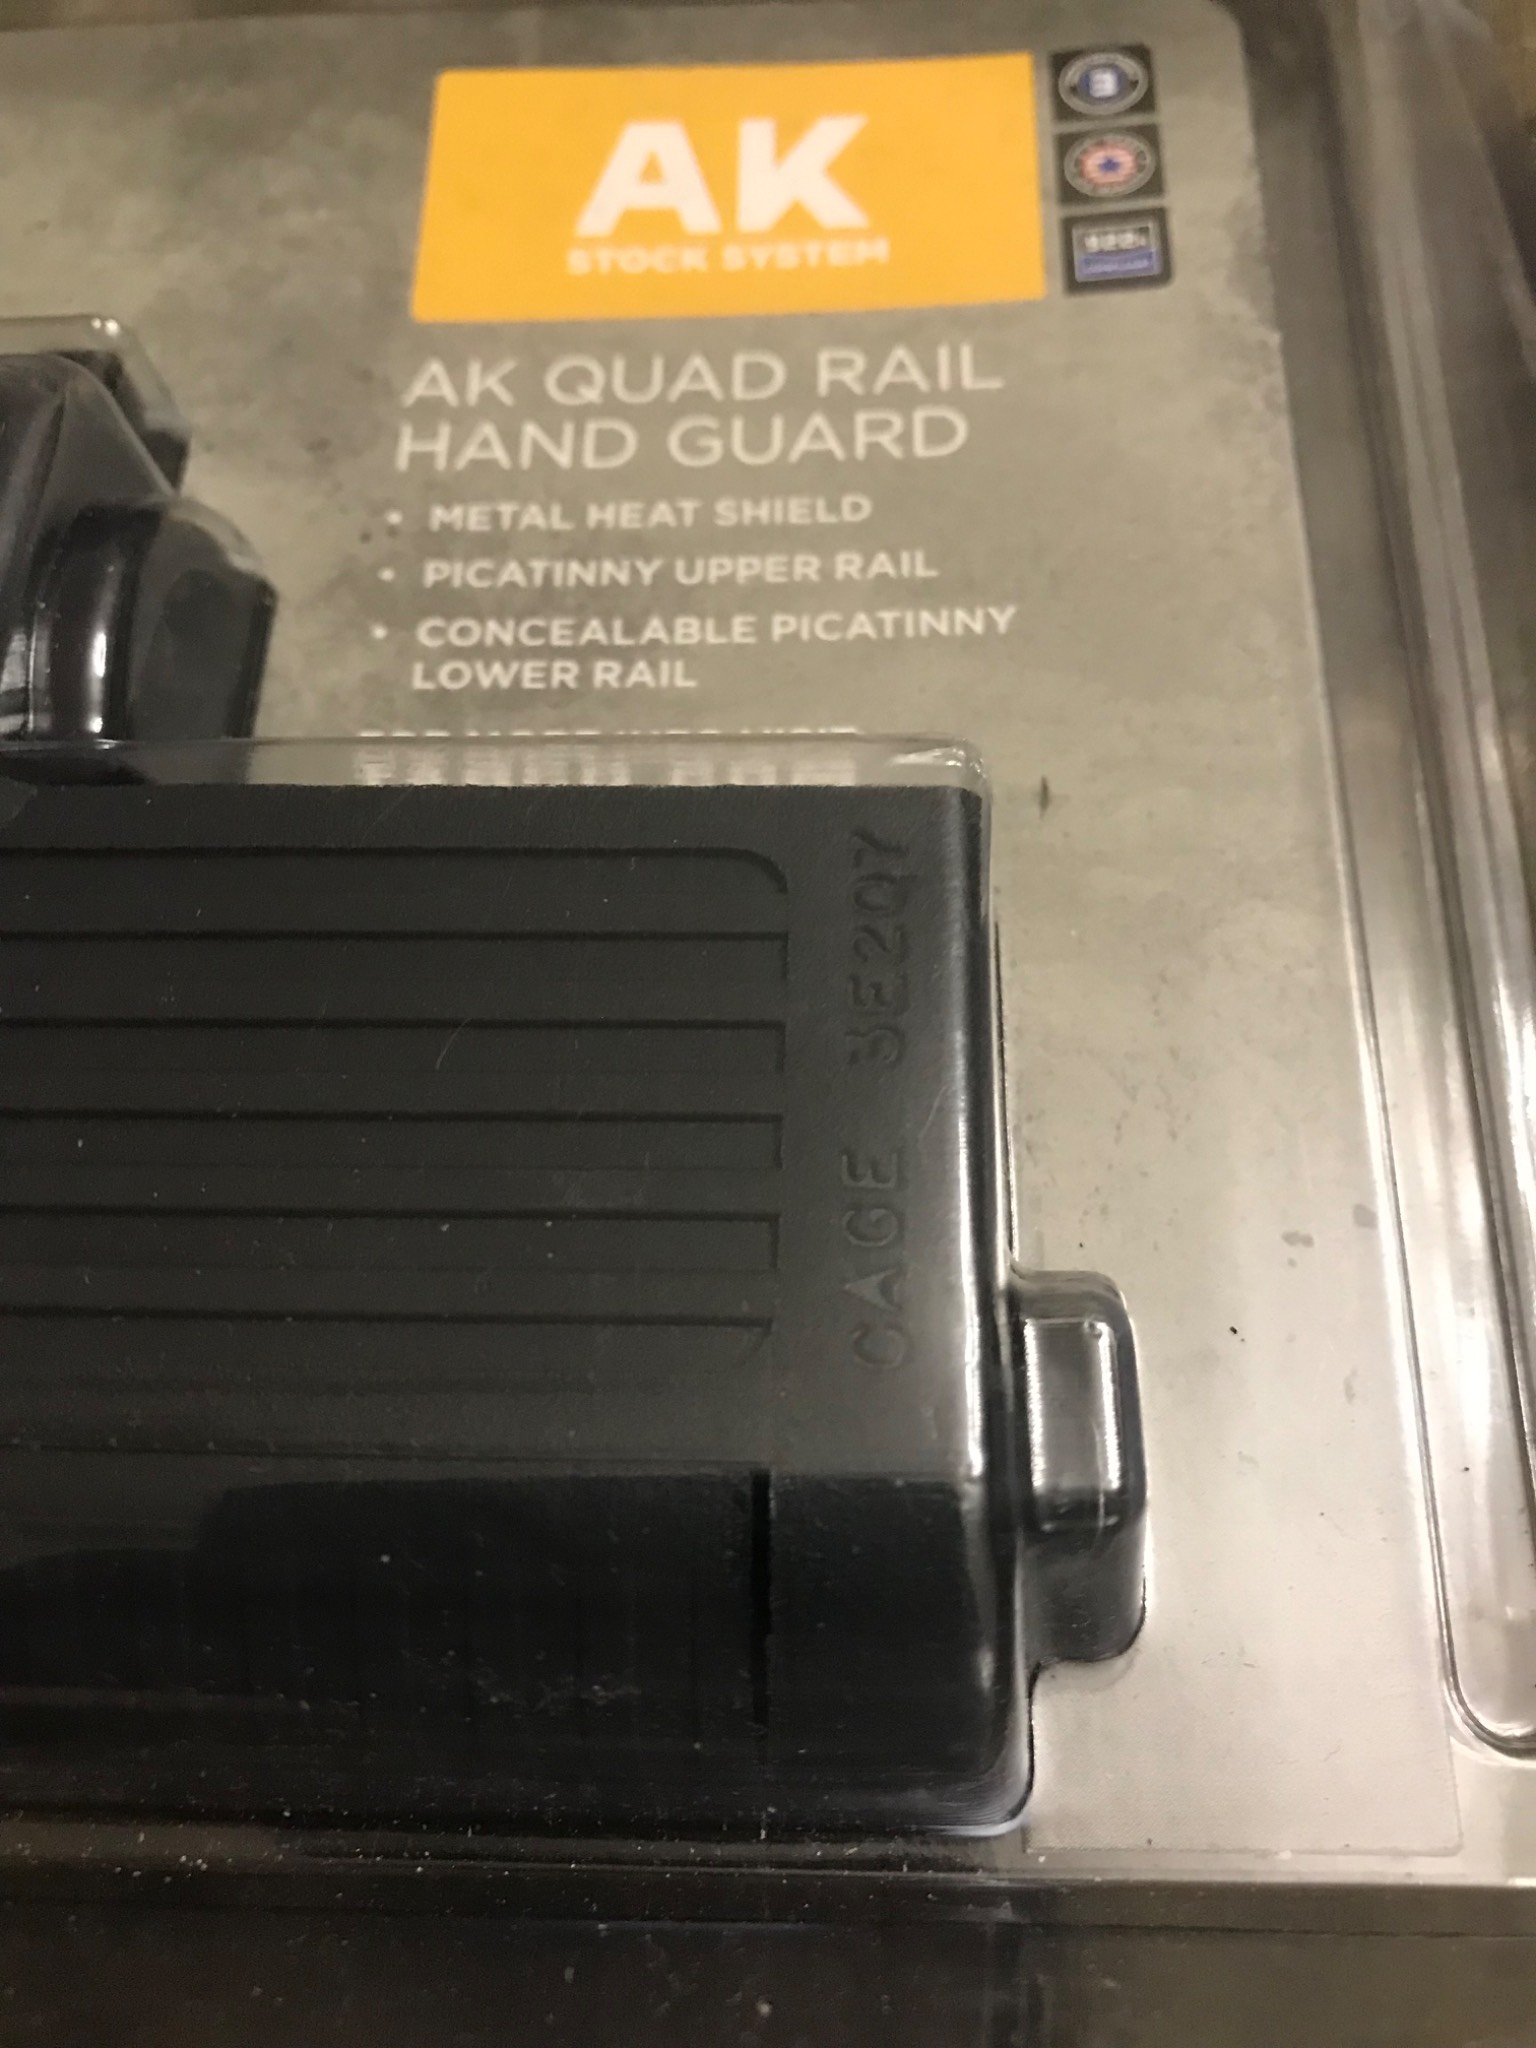 AK
STOCK SYSTEM
AK QUAD RAIL
HAND GUARD
• METAL HEAT SHIELD
• PICATINNY UPPER RAIL
• CONCEALABLE PICATINNY
LOWER RAIL
CAGE 3E2Q7